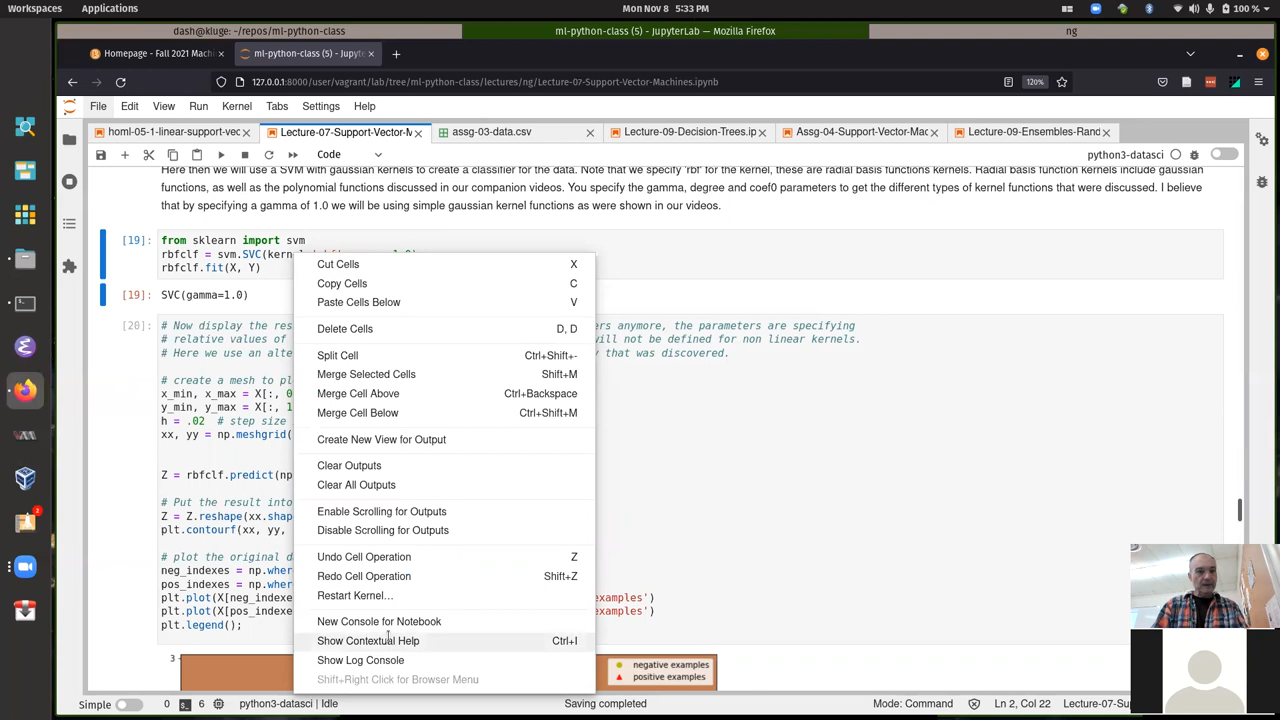 Workspaces Applications Mon Nov 8 5:33 PM 100 %
dash@kluge: ~/repos/ml-python-class ml-python-class (5) - JupyterLab — Mozilla Firefox ng
Homepage - Fall 2021 Machi ml-python-class (5) - Jupyt
127.0.0.1:8000/user/vagrant/lab/tree/ml-python-class/lectures/ng/Lecture-07-Support-Vector-Machines.ipynb 120%
File Edit View Run Kernel Tabs Settings Help
homl-05-1-linear-support-vec Lecture-07-Support-Vector-M assg-03-data.csv Lecture-09-Decision-Trees.ip Assg-04-Support-Vector-Mac Lecture-09-Ensembles-Rand
Code python3-datasci
Here then we will use a SVM with gaussian kernels to create a classifier for the data. Note that we specify 'rbf' for the kernel, these are radial basis functions kernels. Radial basis function kernels include gaussian
functions, as well as the polynomial functions discussed in our companion videos. You specify the gamma, degree and coef0 parameters to get the different types of kernel functions that were discussed. I believe
that by specifying a gamma of 1.0 we will be using simple gaussian kernel functions as were shown in our videos.
[19]: from sklearn import svm
rbfclf = svm.SVC(kern
rbfclf.fit(X, Y)
[19]: SVC(gamma=1.0)
[20]: # Now display the res ers anymore, the parameters are specifying
# relative values of ill not be defined for non linear kernels.
# Here we use an alte y that was discovered.
# create a mesh to pl
x_min, x_max = X[:, 0
y_min, y_max = X[:, 1
h = .02 # step size
xx, yy = np.meshgrid(
Z = rbfclf.predict(np
# Put the result into
Z = Z.reshape(xx.shap
plt.contourf(xx, yy,
# plot the original d
neg_indexes = np.wher
pos_indexes = np.wher
plt.plot(X[neg_index examples')
plt.plot(X[pos_index examples')
plt.legend();
3 negative examples
positive examples
Cut Cells X
Copy Cells C
Paste Cells Below V
Delete Cells D, D
Split Cell Ctrl+Shift+-
Merge Selected Cells Shift+M
Merge Cell Above Ctrl+Backspace
Merge Cell Below Ctrl+Shift+M
Create New View for Output
Clear Outputs
Clear All Outputs
Enable Scrolling for Outputs
Disable Scrolling for Outputs
Undo Cell Operation Z
Redo Cell Operation Shift+Z
Restart Kernel…
New Console for Notebook
Show Contextual Help Ctrl+I
Show Log Console
Shift+Right Click for Browser Menu
2
Simple 0 6 python3-datasci | Idle Saving completed Mode: Command Ln 2, Col 22 Lecture-07-Sup